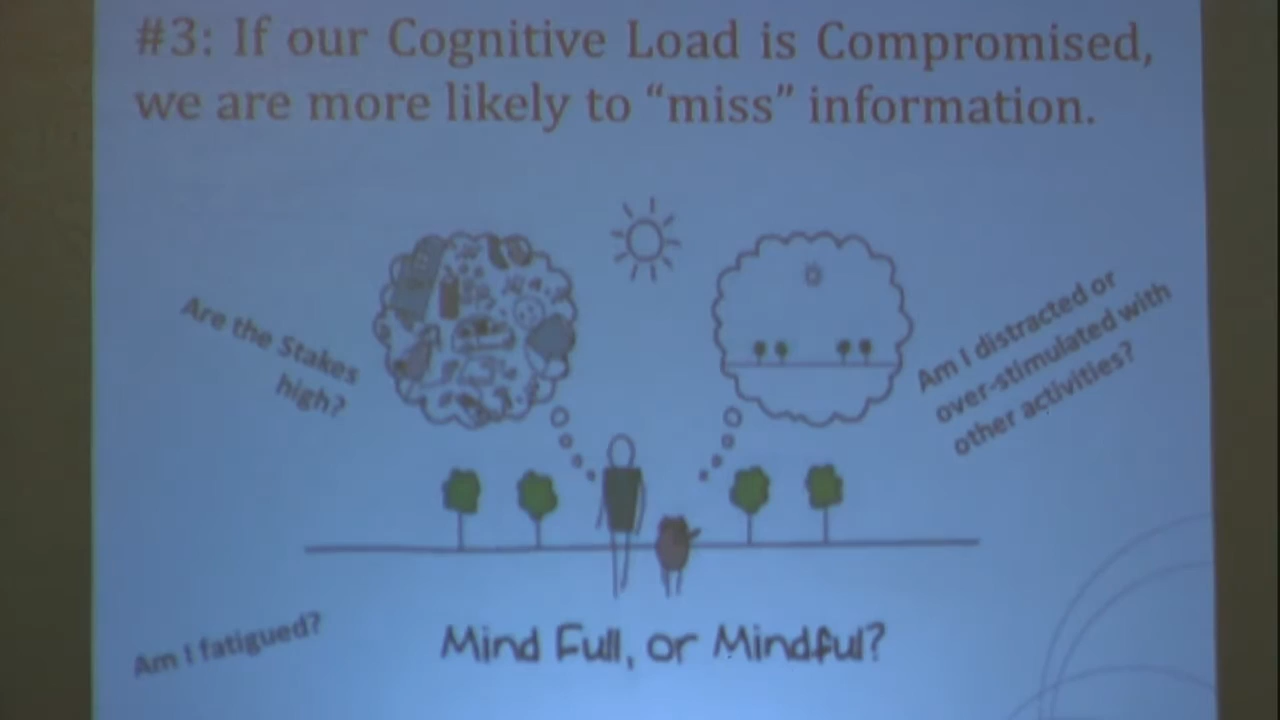 #3: If our Cognitive Load is Compromised,
we are more likely to “miss” information.
Are the Stakes
high?
Am I distracted or
over-stimulated with
other activities?
Am I fatigued?
Mind Full, or Mindful?